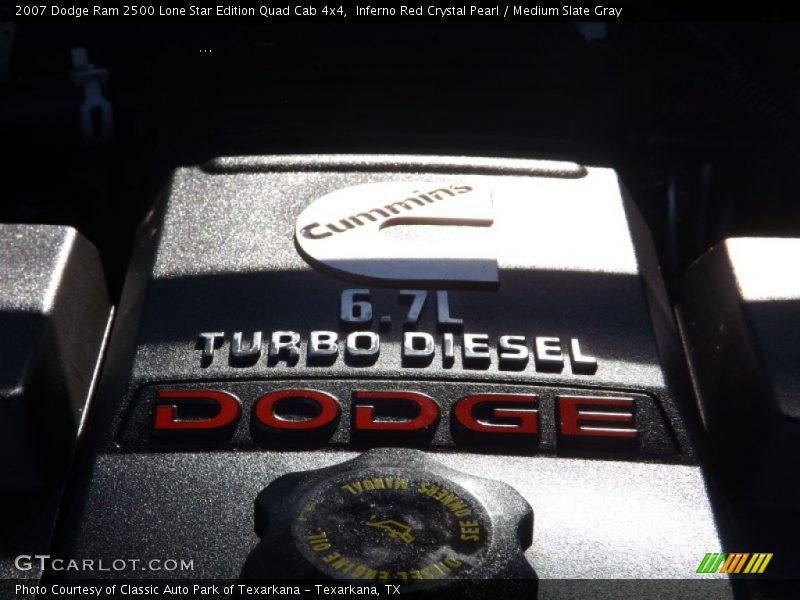 2007 Dodge Ram 2500 Lone Star Edition Quad Cab 4x4,  Inferno Red Crystal Pearl / Medium Slate Gray
Cummins
6.7L
TURBO DIESEL
DODGE
SEE OWNERS MANUAL
DIESEL ENGINE OIL
GTCARLOT.COM
Photo Courtesy of Classic Auto Park of Texarkana - Texarkana, TX